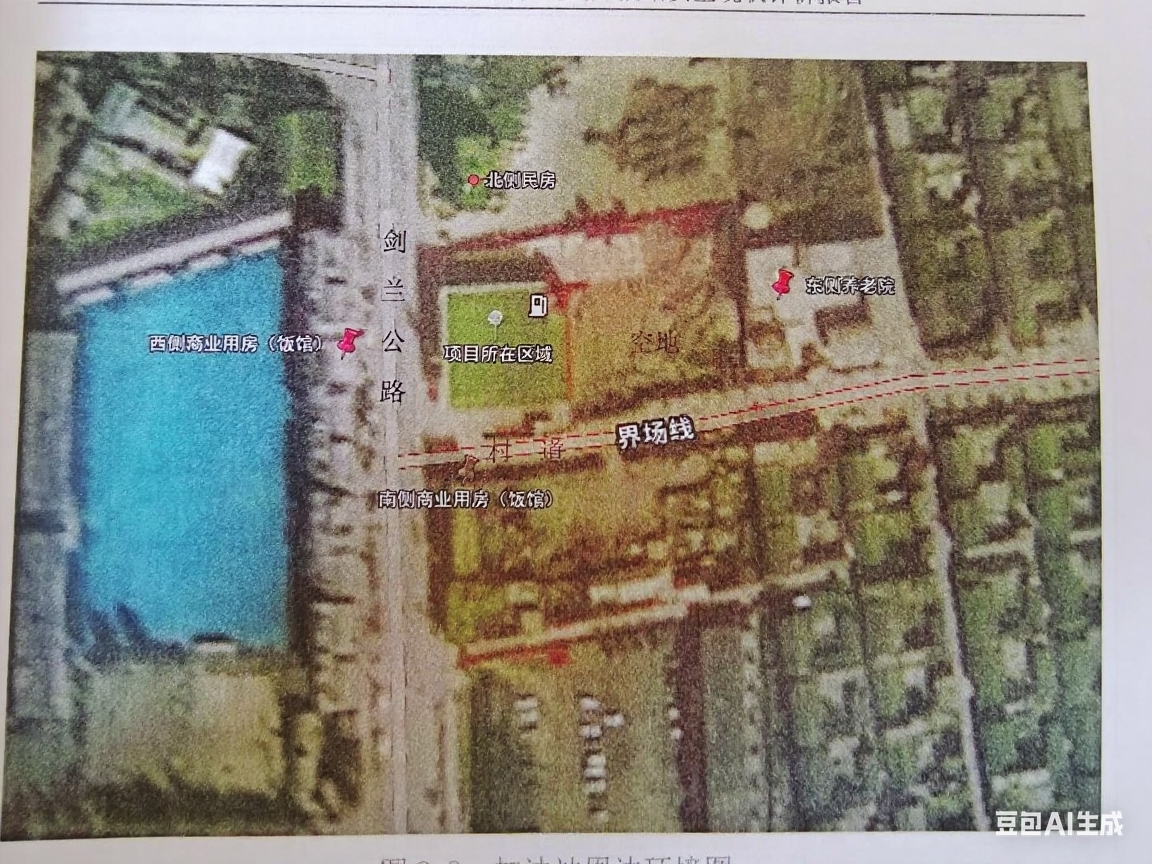 北侧民房
剑兰公路
东侧养老院
西侧商业用房（饭馆）
空地
项目所在区域
界场线
村道
南侧商业用房（饭馆）
豆包AI生成